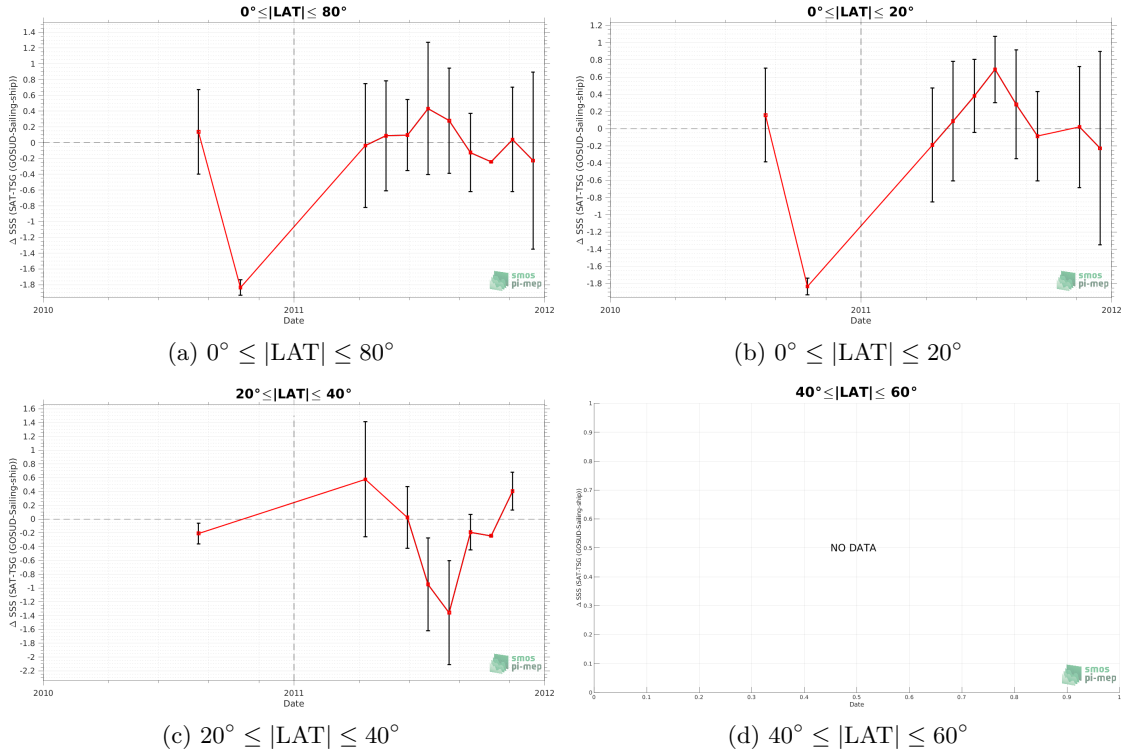 0°≤|LAT|≤ 80°
1.4
1.2
1
0.8
0.6
0.4
0.2
0
-0.2
-0.4
-0.6
-0.8
-1
-1.2
-1.4
-1.6
-1.8
Δ SSS (SAT-TSG (GOSUD-Sailing-ship))
2010
2011
2012
Date
smos
pi-mep
(a) 0° ≤ |LAT| ≤ 80°
0°≤|LAT|≤ 20°
1.2
1
0.8
0.6
0.4
0.2
0
-0.2
-0.4
-0.6
-0.8
-1
-1.2
-1.4
-1.6
-1.8
Δ SSS (SAT-TSG (GOSUD-Sailing-ship))
2010
2011
2012
Date
smos
pi-mep
(b) 0° ≤ |LAT| ≤ 20°
20°≤|LAT|≤ 40°
1.6
1.4
1.2
1
0.8
0.6
0.4
0.2
0
-0.2
-0.4
-0.6
-0.8
-1
-1.2
-1.4
-1.6
-1.8
-2
-2.2
Δ SSS (SAT-TSG (GOSUD-Sailing-ship))
2010
2011
2012
Date
smos
pi-mep
(c) 20° ≤ |LAT| ≤ 40°
40°≤|LAT|≤ 60°
1
0.9
0.8
0.7
0.6
0.5
0.4
0.3
0.2
0.1
0
Δ SSS (SAT-TSG (GOSUD-Sailing-ship))
NO DATA
0 0.1 0.2 0.3 0.4 0.5 0.6 0.7 0.8 0.9 1
Date
smos
pi-mep
(d) 40° ≤ |LAT| ≤ 60°